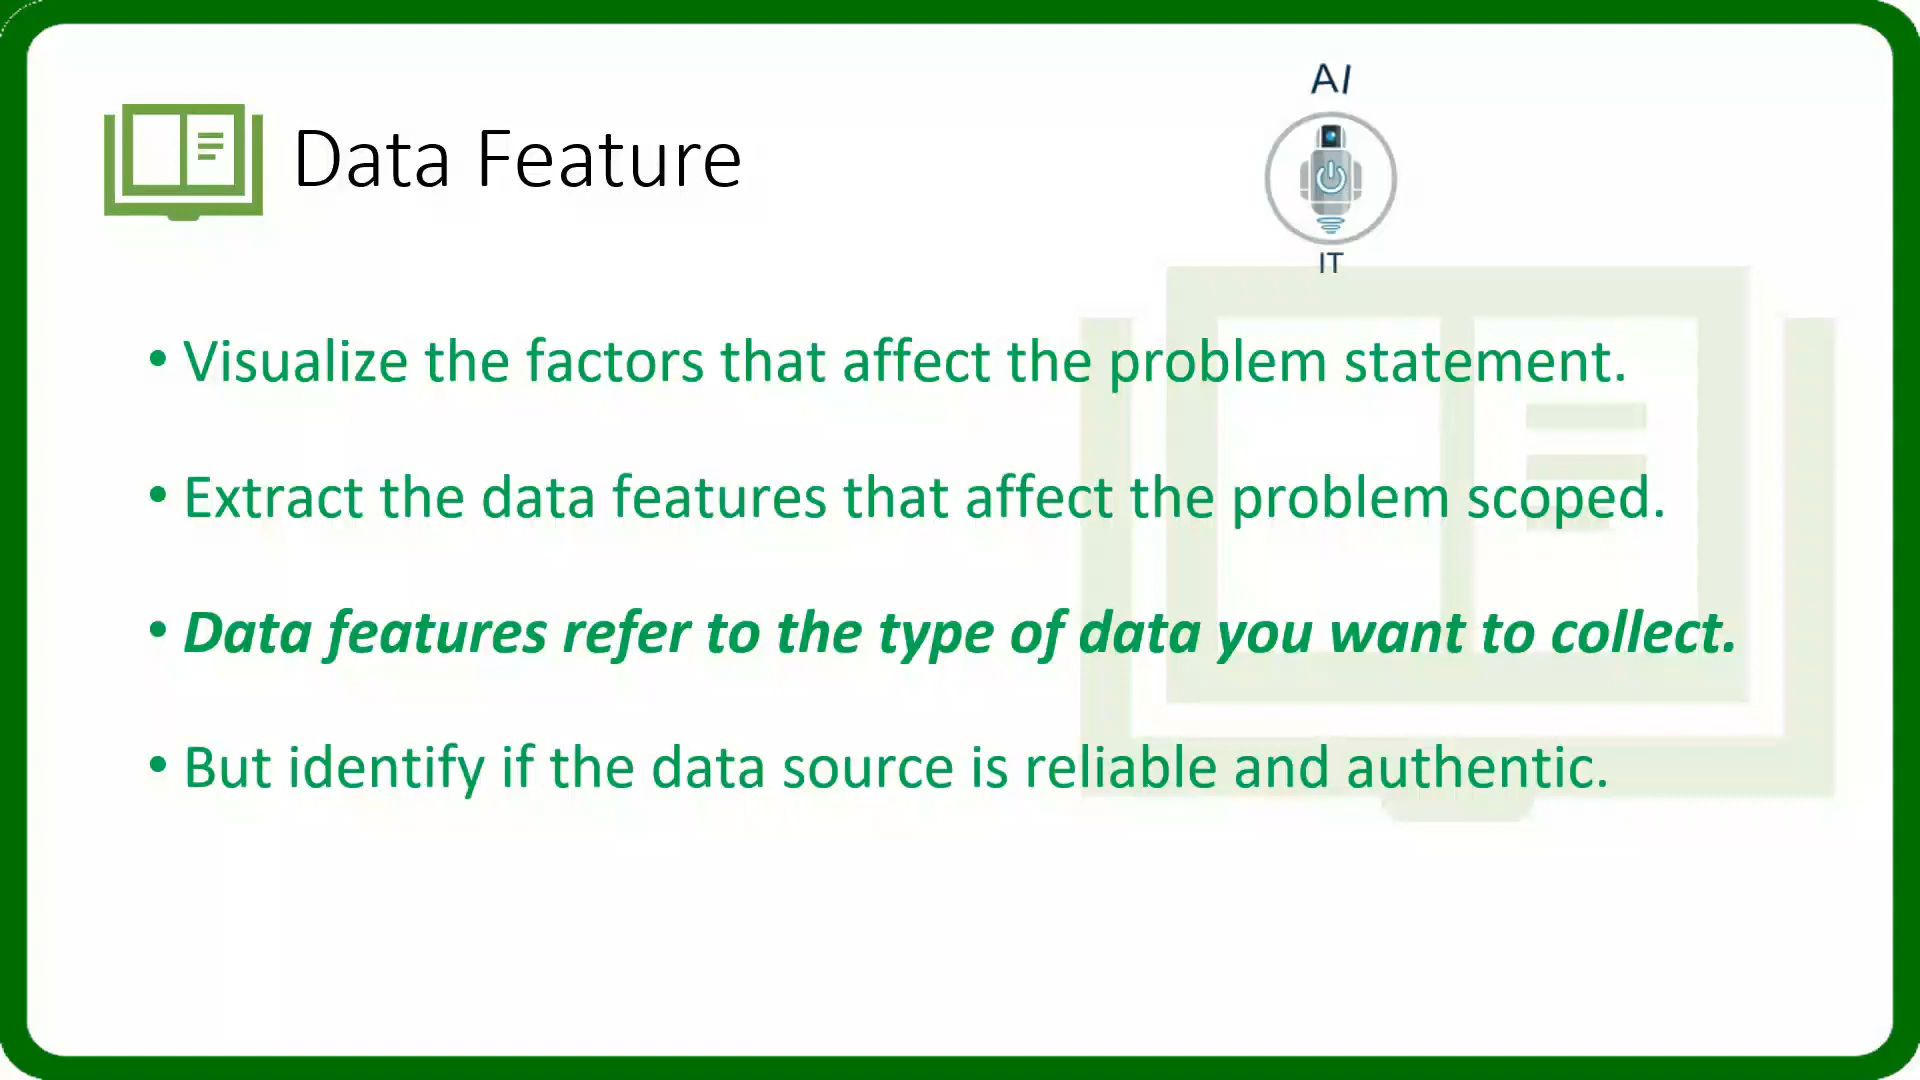 AI
Data Feature
IT
• Visualize the factors that affect the problem statement.
• Extract the data features that affect the problem scoped.
• Data features refer to the type of data you want to collect.
• But identify if the data source is reliable and authentic.